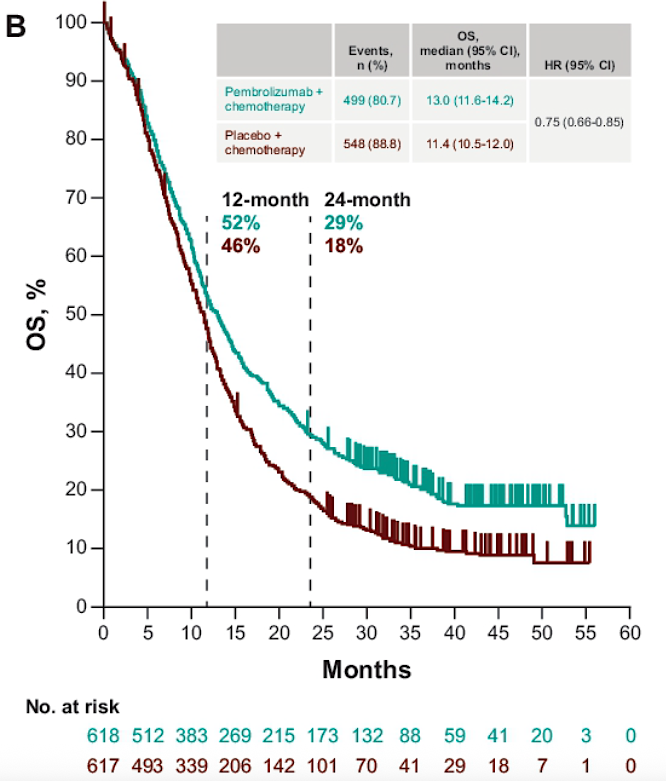 B
Events,
n (%)
OS,
median (95% CI),
months
HR (95% CI)
Pembrolizumab +
chemotherapy
499 (80.7)
13.0 (11.6-14.2)
0.75 (0.66-0.85)
Placebo +
chemotherapy
548 (88.8)
11.4 (10.5-12.0)
12-month
52%
46%
24-month
29%
18%
OS, %
100
90
80
70
60
50
40
30
20
10
0
0 5 10 15 20 25 30 35 40 45 50 55 60
Months
No. at risk
618 512 383 269 215 173 132 88 59 41 20 3 0
617 493 339 206 142 101 70 41 29 18 7 1 0